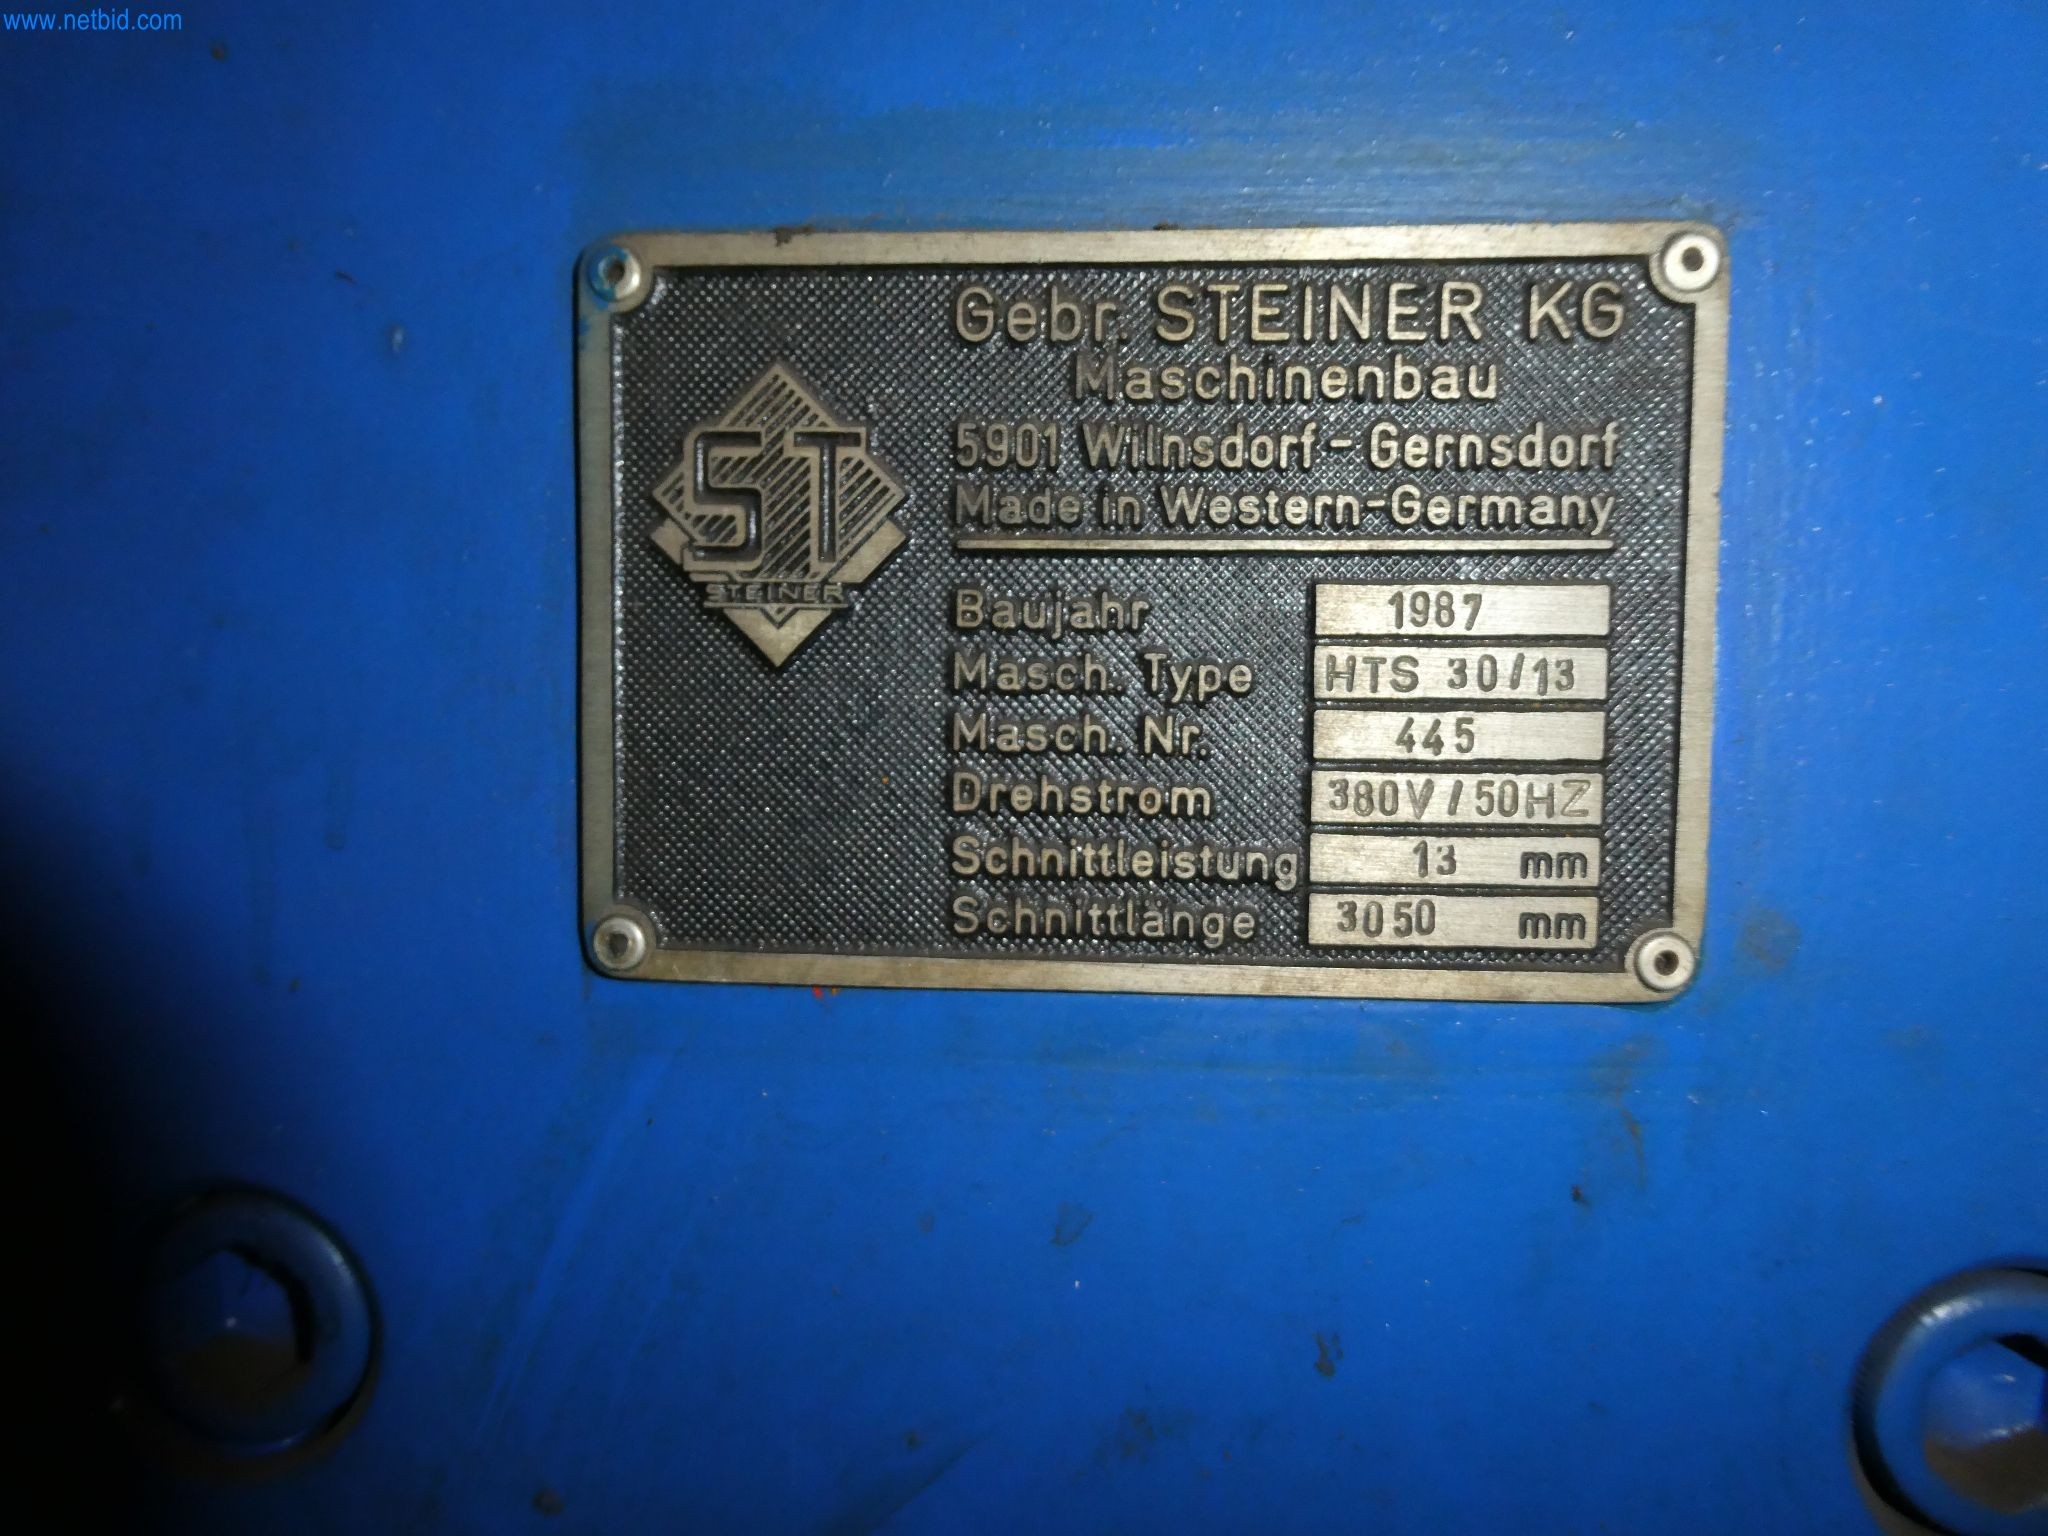 www.netbid.com
ST
STEINER
Gebr. STEINER KG
Maschinenbau
5901 Wilnsdorf-Gernsdorf
Made in Western-Germany
Baujahr 1987
Masch. Type HTS 30/13
Masch. Nr. 445
Drehstrom 380V/50HZ
Schnittleistung 13 mm
Schnittlänge 3050 mm